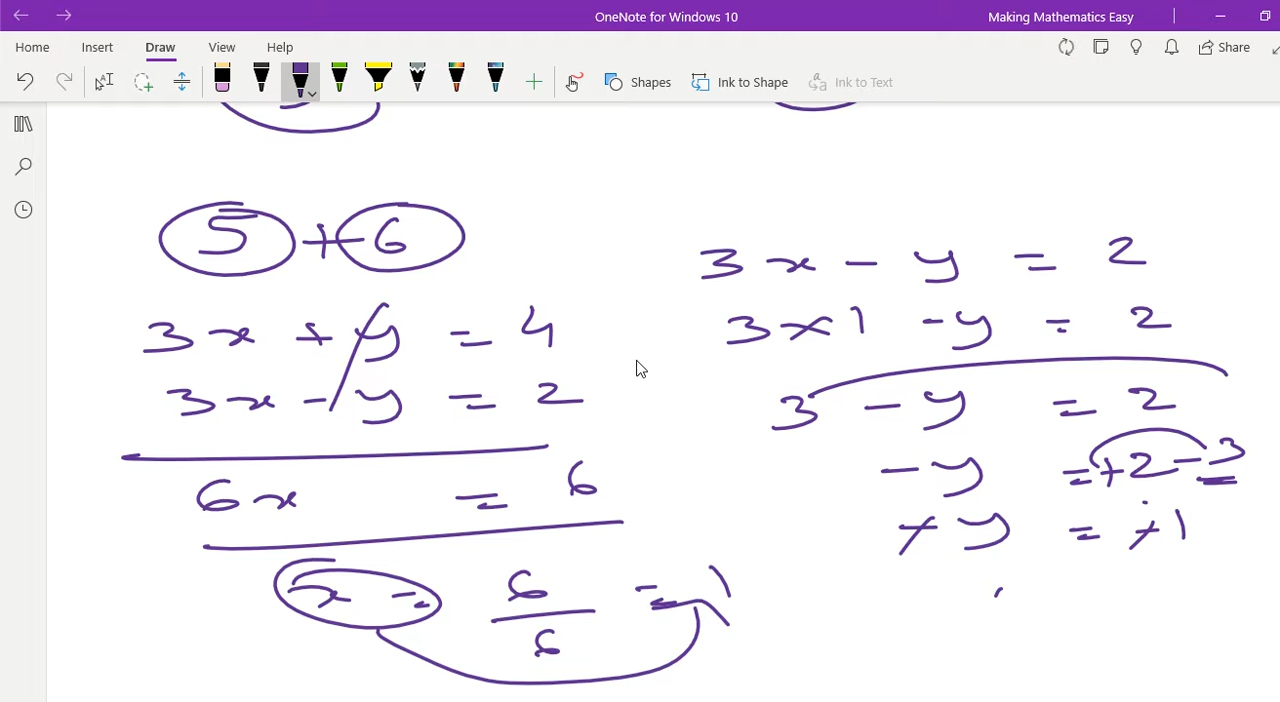 OneNote for Windows 10
Making Mathematics Easy
Home Insert Draw View Help
Share
Shapes Ink to Shape Ink to Text
5 + 6
3x + y = 4
3x - y = 2
6x = 6
x = 6/6 = 1
3x - y = 2
3 × 1 - y = 2
3 - y = 2
- y = +2 - 3
- y = -1